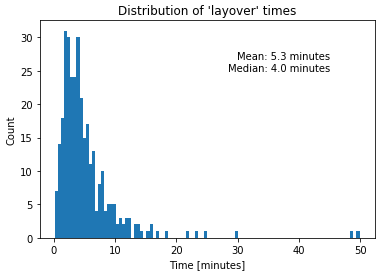 Distribution of 'layover' times
Mean: 5.3 minutes
Median: 4.0 minutes
Count
30
25
20
15
10
5
0
0 10 20 30 40 50
Time [minutes]